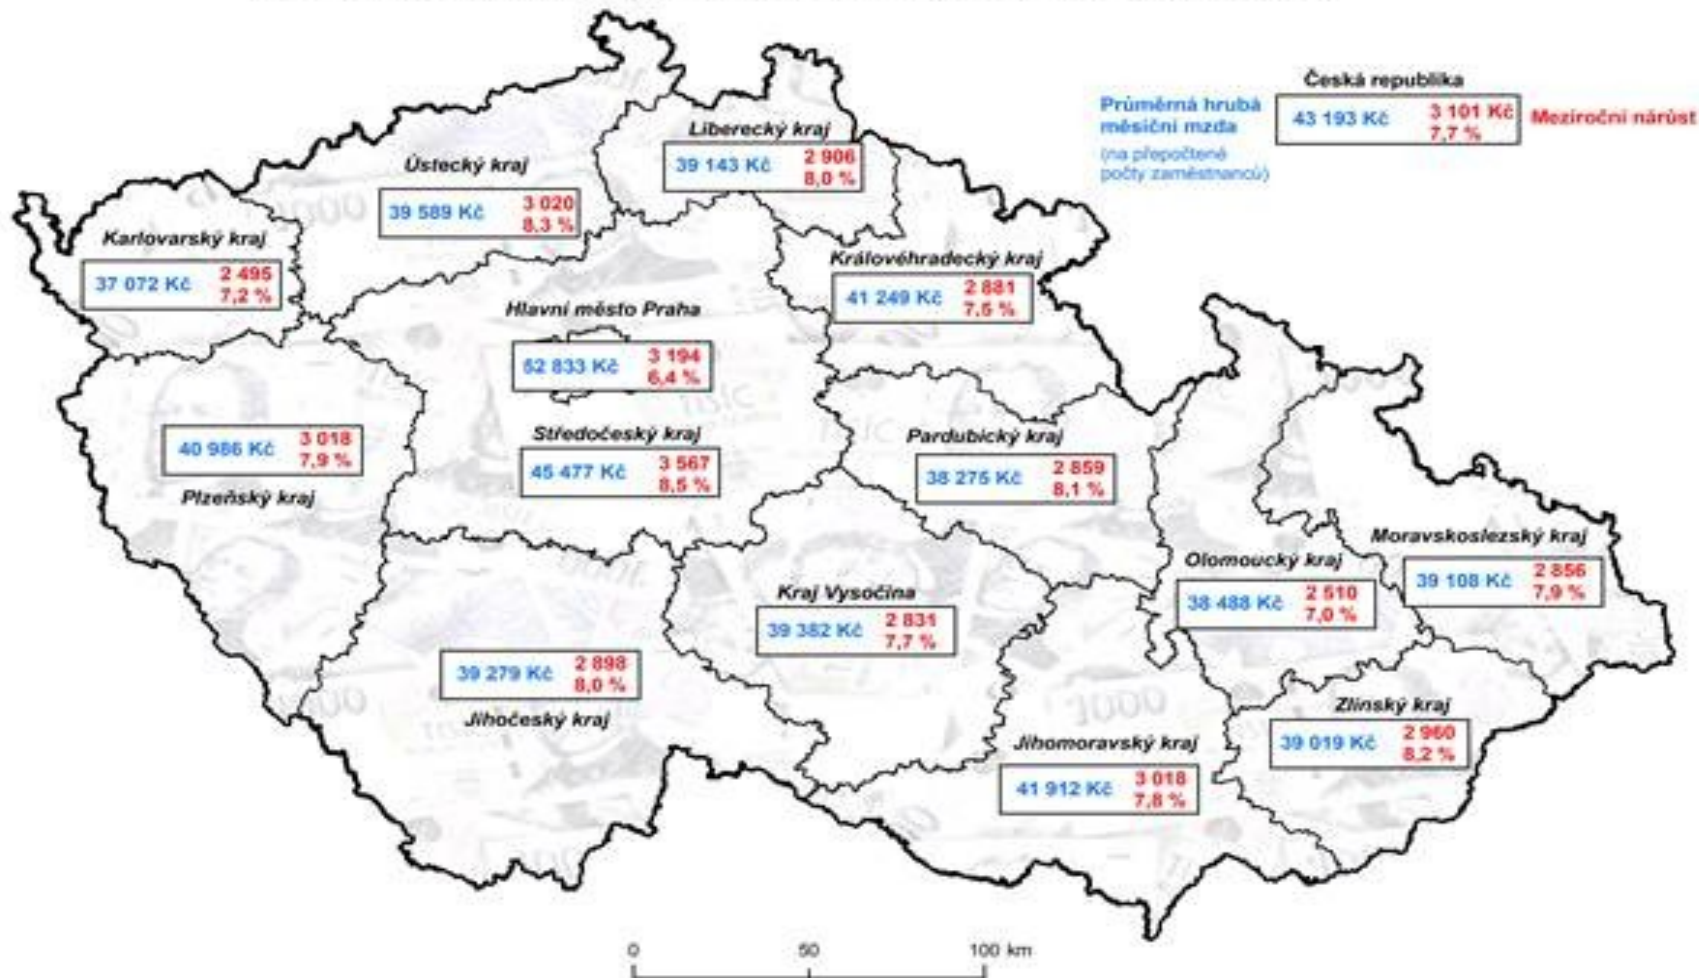 Česká republika
Průměrná hrubá
měsíční mzda
(na přepočtené
počty zaměstnanců)
43 193 Kč
3 101 Kč
7,7 %
Meziroční nárůst
Liberecký kraj
39 143 Kč
2 906
8,0 %
Ústecký kraj
39 589 Kč
3 020
8,3 %
Karlovarský kraj
37 072 Kč
2 495
7,2 %
Královéhradecký kraj
41 249 Kč
2 881
7,5 %
Hlavní město Praha
52 833 Kč
3 194
6,4 %
Středočeský kraj
45 477 Kč
3 567
8,5 %
40 986 Kč
3 018
7,9 %
Plzeňský kraj
Pardubický kraj
38 275 Kč
2 859
8,1 %
Moravskoslezský kraj
39 108 Kč
2 856
7,9 %
Olomoucký kraj
38 488 Kč
2 510
7,0 %
Kraj Vysočina
39 382 Kč
2 831
7,7 %
39 279 Kč
2 898
8,0 %
Jihočeský kraj
Zlínský kraj
39 019 Kč
2 960
8,2 %
Jihomoravský kraj
41 912 Kč
3 018
7,8 %
0 50 100 km